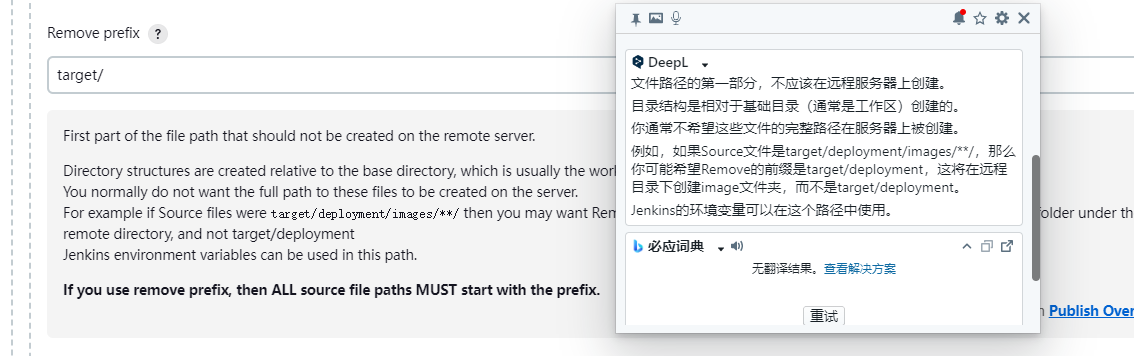 Remove prefix ?
target/
First part of the file path that should not be created on the remote server.
Directory structures are created relative to the base directory, which is usually the
You normally do not want the full path to these files to be created on the server.
For example if Source files were target/deployment/images/**/ then you may want
folder under
remote directory, and not target/deployment
Jenkins environment variables can be used in this path.
If you use remove prefix, then ALL source file paths MUST start with the prefix.
Publish Over
DeepL
文件路径的第一部分，不应该在远程服务器上创建。
目录结构是相对于基础目录（通常是工作区）创建的。
你通常不希望这些文件的完整路径在服务器上被创建。
例如，如果Source文件是target/deployment/images/**/，那么
你可能希望Remove的前缀是target/deployment，这将在远程
目录下创建image文件夹，而不是target/deployment。
Jenkins的环境变量可以在这个路径中使用。
必应词典
无翻译结果。查看解决方案
重试